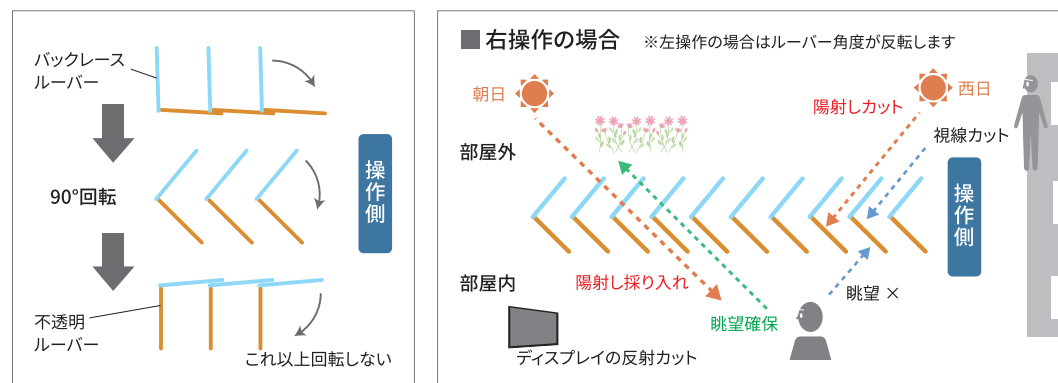 バックレース
ルーバー
90°回転
操作側
不透明
ルーバー
これ以上回転しない
■右操作の場合 ※左操作の場合はルーバー角度が反転します
朝日
陽射しカット
西日
部屋外
視線カット
操作側
部屋内
陽射し採り入れ
眺望確保
眺望 ×
ディスプレイの反射カット